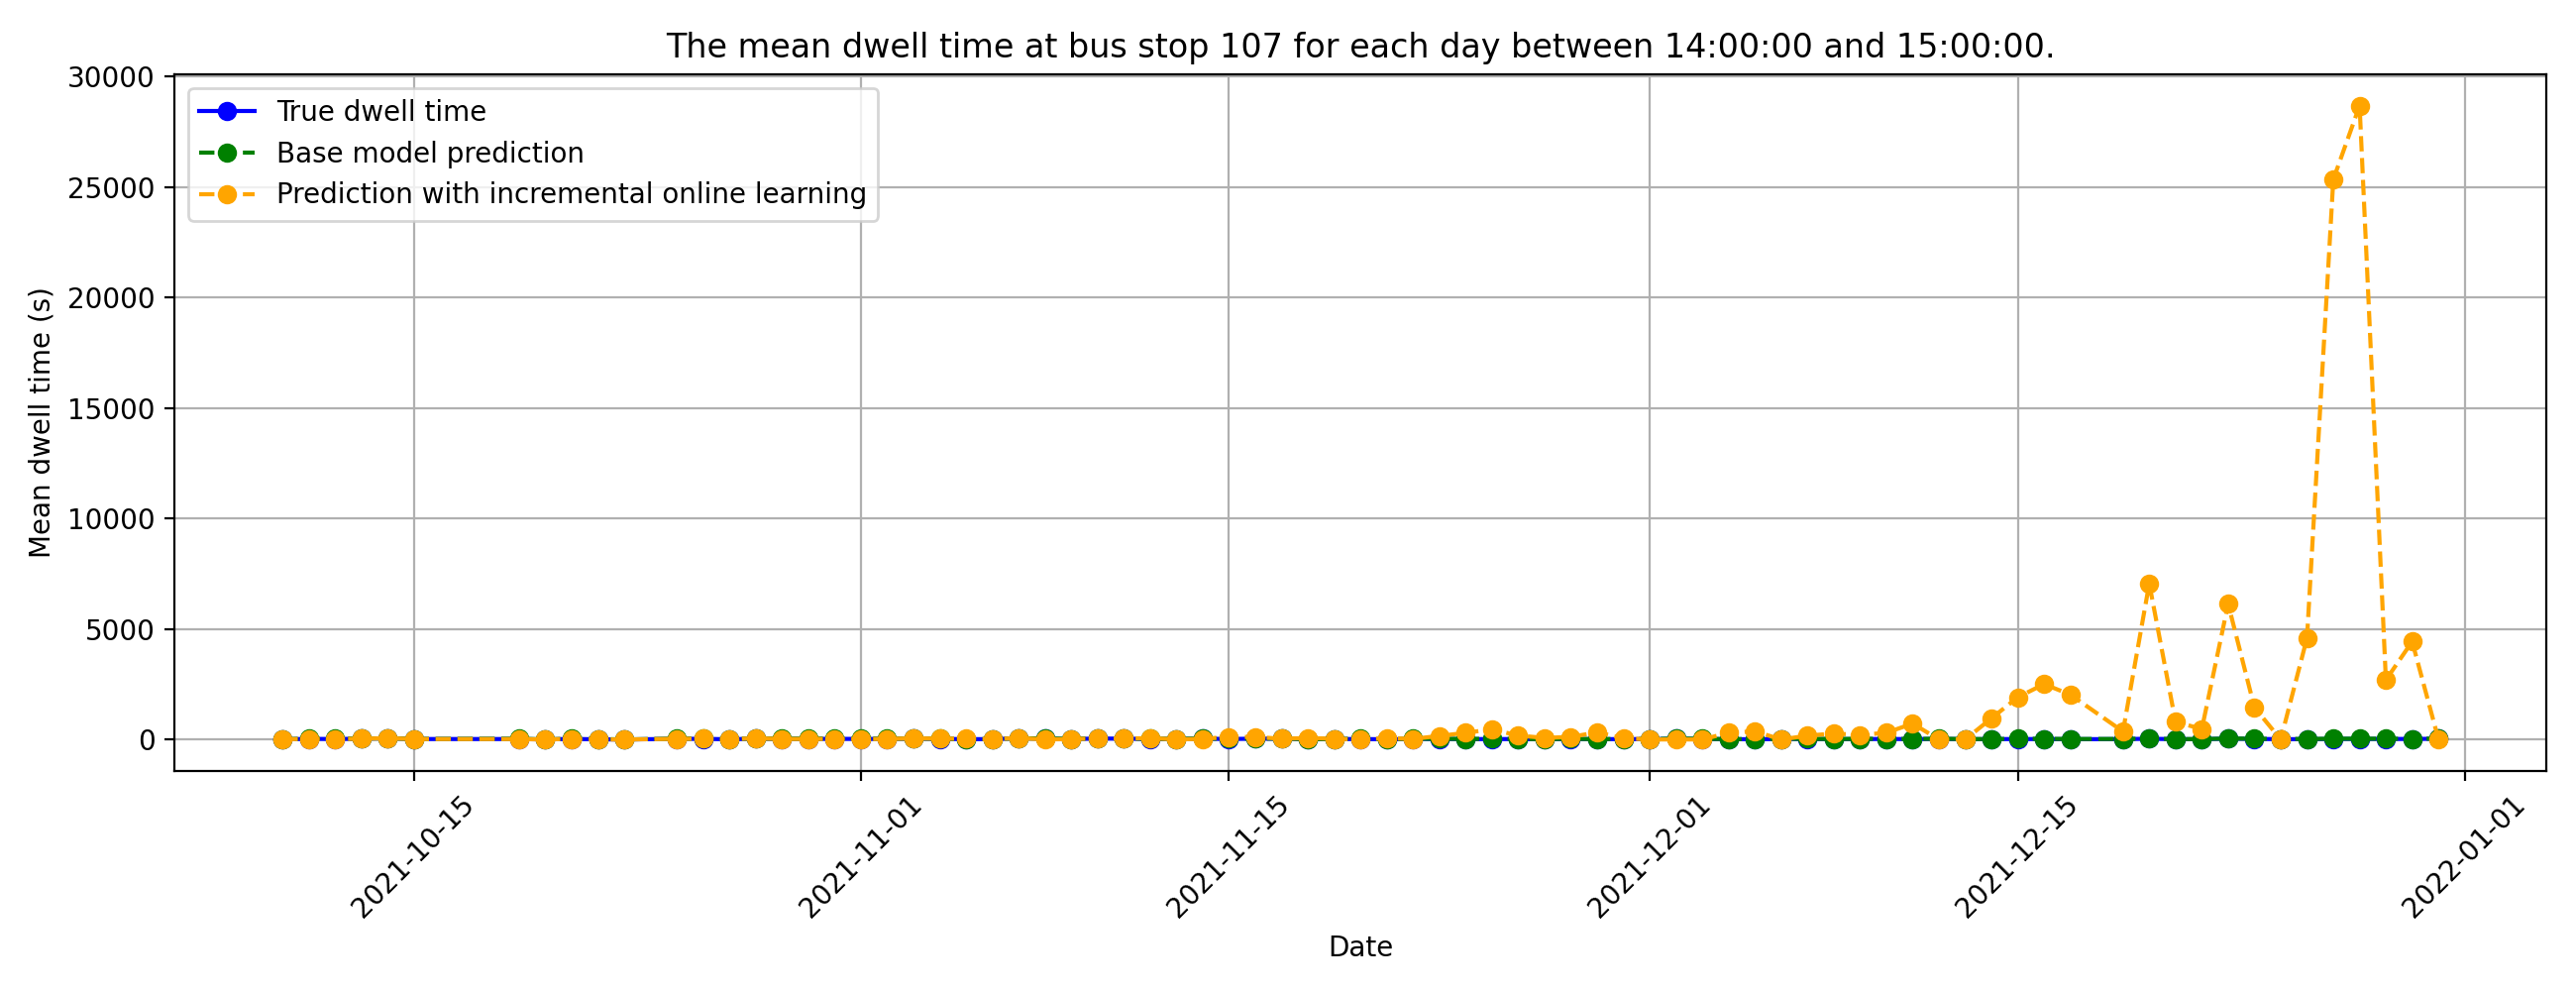 The mean dwell time at bus stop 107 for each day between 14:00:00 and 15:00:00.
True dwell time
Base model prediction
Prediction with incremental online learning
Mean dwell time (s)
30000
25000
20000
15000
10000
5000
0
2021-10-15
2021-11-01
2021-11-15
2021-12-01
2021-12-15
2022-01-01
Date